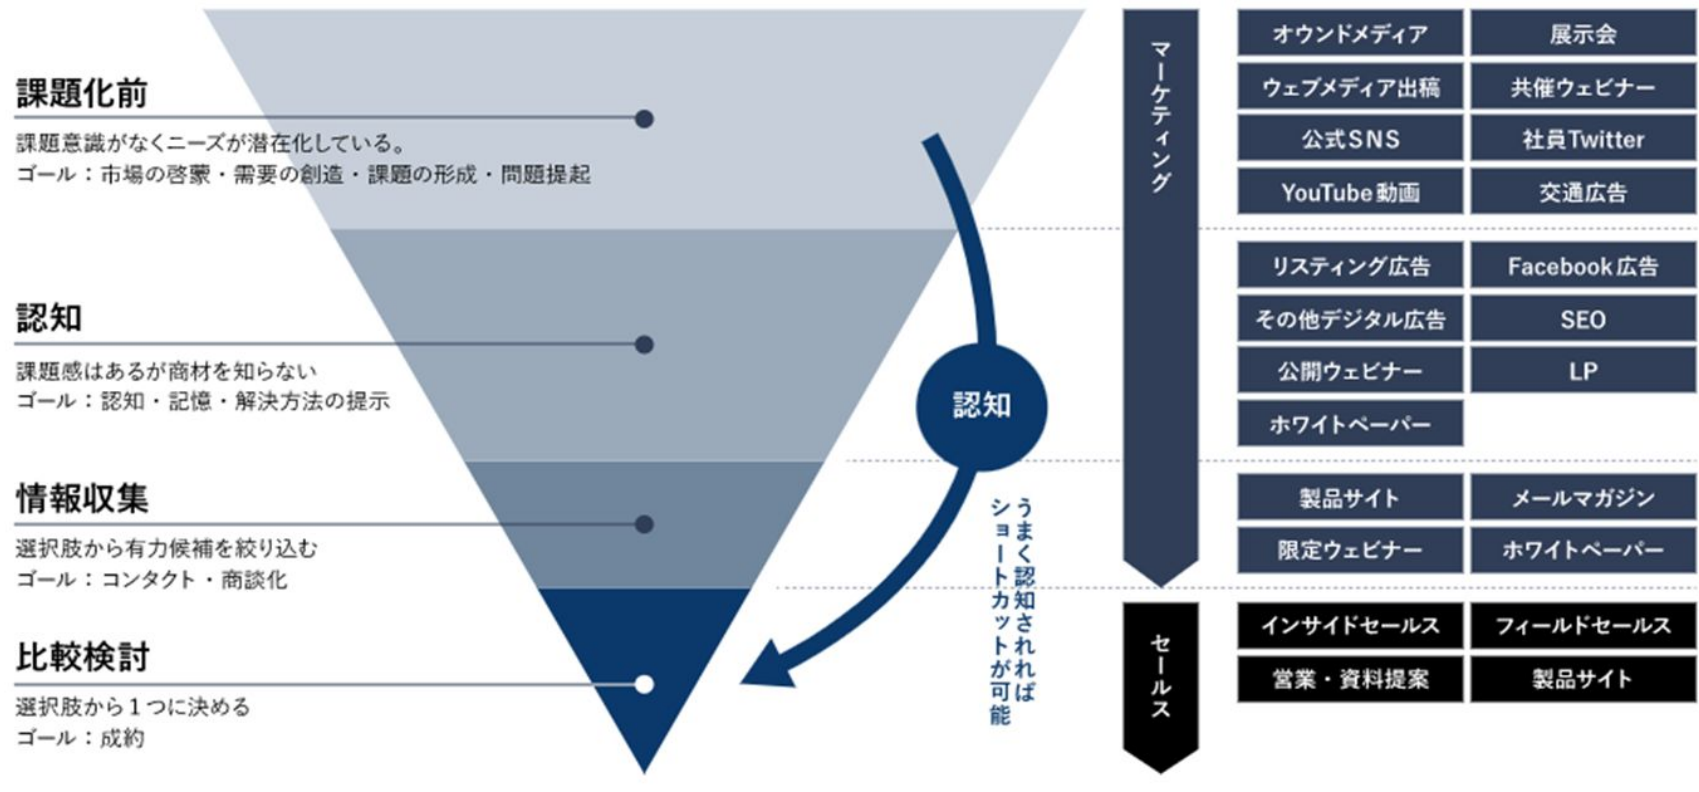 課題化前
課題意識がなくニーズが潜在化している。
ゴール：市場の啓蒙・需要の創造・課題の形成・問題提起
認知
課題感はあるが商材を知らない
ゴール：認知・記憶・解決方法の提示
情報収集
選択肢から有力候補を絞り込む
ゴール：コンタクト・商談化
比較検討
選択肢から1つに決める
ゴール：成約
認知
うまく認知されれば
ショートカットが可能
マーケティング
セールス
オウンドメディア
展示会
ウェブメディア出稿
共催ウェビナー
公式SNS
社員Twitter
YouTube動画
交通広告
リスティング広告
Facebook広告
その他デジタル広告
SEO
公開ウェビナー
LP
ホワイトペーパー
製品サイト
メールマガジン
限定ウェビナー
ホワイトペーパー
インサイドセールス
フィールドセールス
営業・資料提案
製品サイト